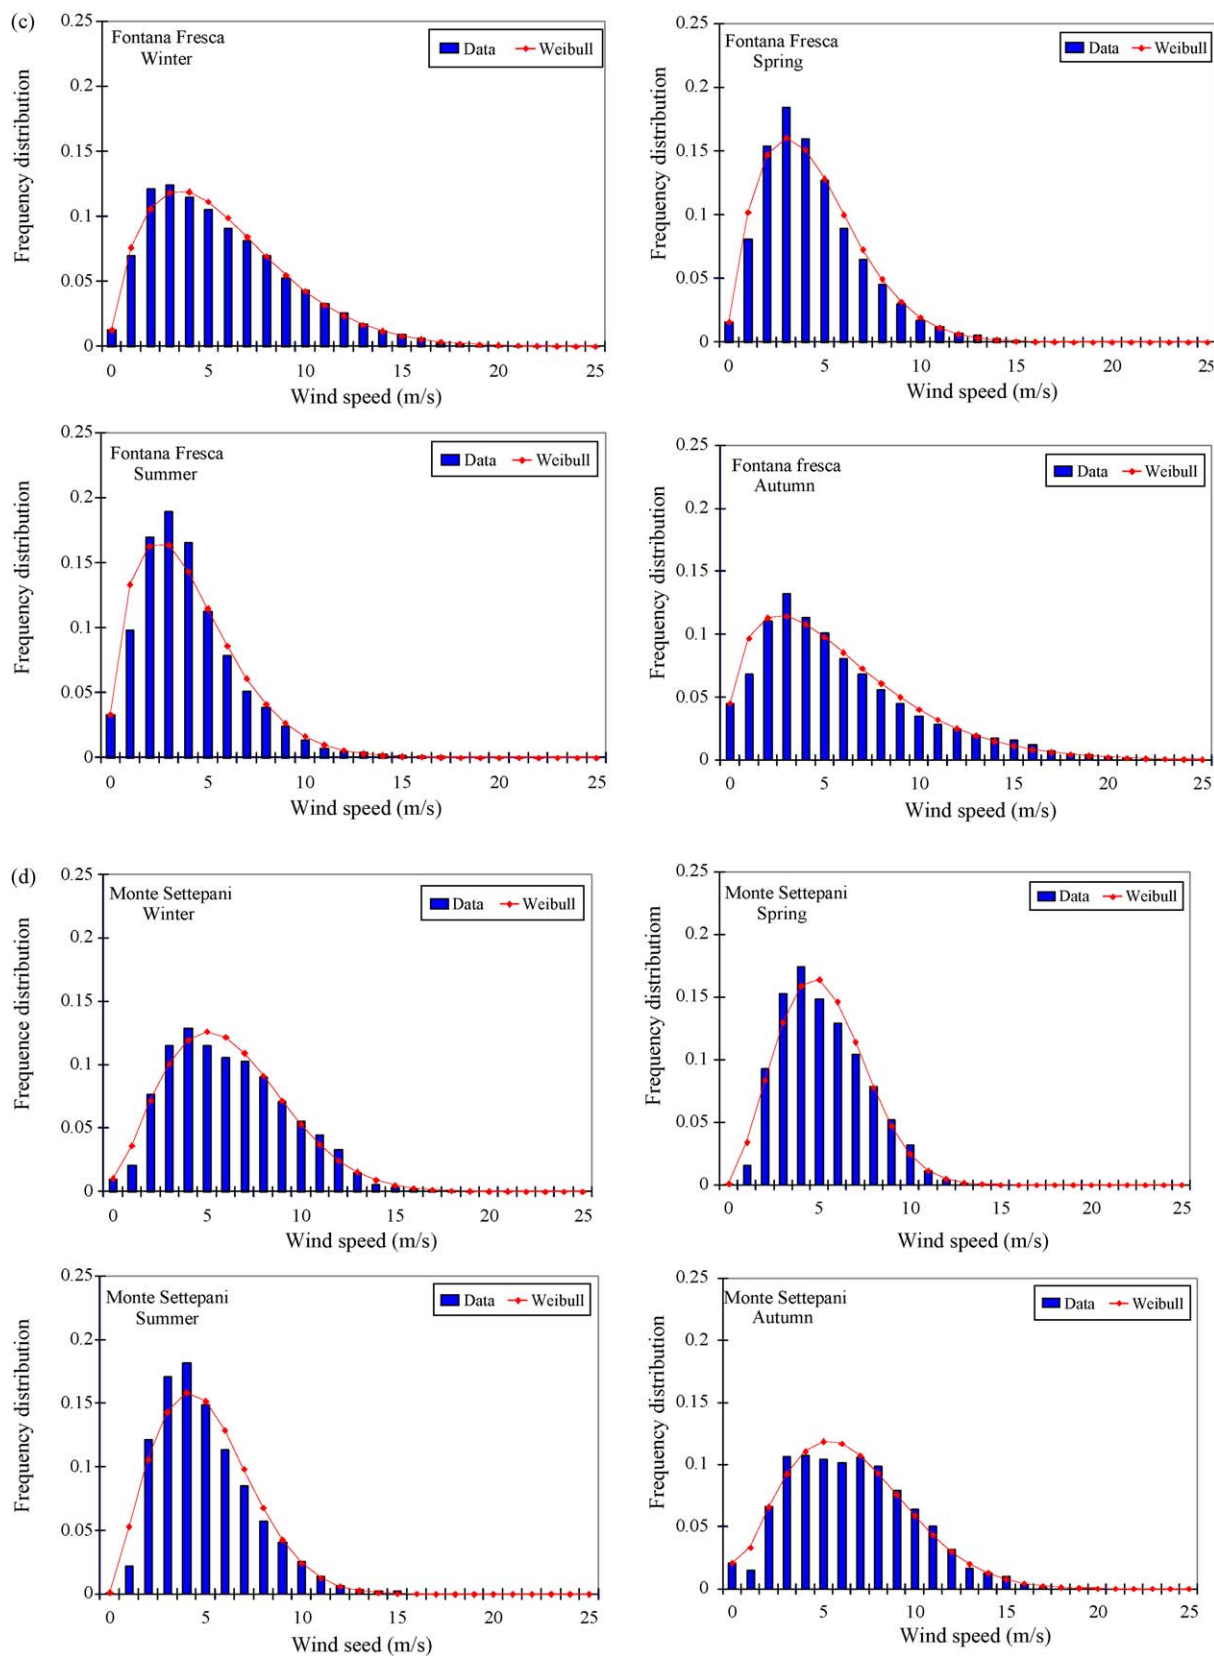 (c)
0.25
0.2
0.15
0.1
0.05
0
Frequency distribution
Fontana Fresca
Winter
Data Weibull
0 5 10 15 20 25
Wind speed (m/s)
0.25
0.2
0.15
0.1
0.05
0
Frequency distribution
Fontana Fresca
Spring
Data Weibull
0 5 10 15 20 25
Wind speed (m/s)
0.25
0.2
0.15
0.1
0.05
0
Frequency distribution
Fontana Fresca
Summer
Data Weibull
0 5 10 15 20 25
Wind speed (m/s)
0.25
0.2
0.15
0.1
0.05
0
Frequency distribution
Fontana fresca
Autumn
Data Weibull
0 5 10 15 20 25
Wind speed (m/s)
(d)
0.25
0.2
0.15
0.1
0.05
0
Frequence distribution
Monte Settepani
Winter
Data Weibull
0 5 10 15 20 25
Wind speed (m/s)
0.25
0.2
0.15
0.1
0.05
0
Frequency distributiom
Monte Settepani
Spring
Data Weibull
0 5 10 15 20 25
Wind speed (m/s)
0.25
0.2
0.15
0.1
0.05
0
Frequency distribution
Monte Settepani
Summer
Data Weibull
0 5 10 15 20 25
Wind seed (m/s)
0.25
0.2
0.15
0.1
0.05
0
Frequency distribution
Monte Settepani
Autumn
Data Weibull
0 5 10 15 20 25
Wind speed (m/s)